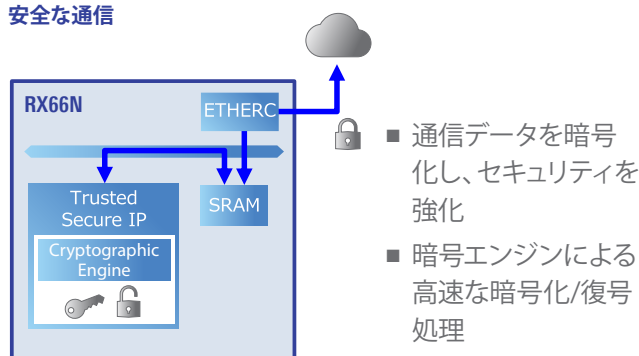 安全な通信
RX66N
ETHERC
Trusted
Secure IP
SRAM
Cryptographic
Engine
■ 通信データを暗号
化し、セキュリティを
強化
■ 暗号エンジンによる
高速な暗号化/復号
処理